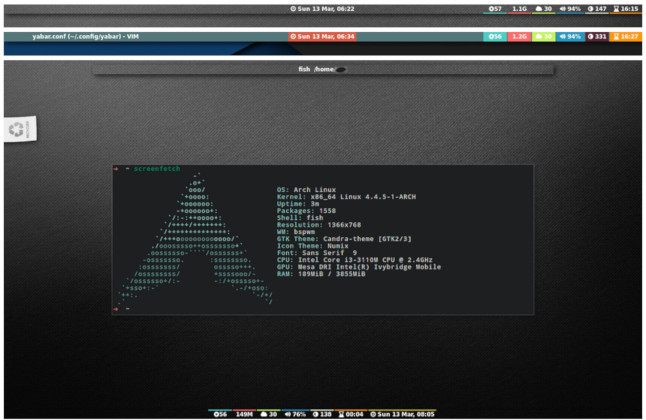 Sun 13 Mar, 06:22
57 1.1G 30 94% 147 16:15
yabar.conf (~/.config/yabar) - VIM
Sun 13 Mar, 06:34
56 1.2G 30 94% 331 16:27
fish /home/
~ screenfetch
OS: Arch Linux
Kernel: x86_64 Linux 4.4.5-1-ARCH
Uptime: 3m
Packages: 1550
Shell: fish
Resolution: 1366x768
WM: bspwm
GTK Theme: Candra-theme [GTK2/3]
Icon Theme: Numix
Font: Sans Serif 9
CPU: Intel Core i3-3110M CPU @ 2.4GHz
GPU: Mesa DRI Intel(R) Ivybridge Mobile
RAM: 189MiB / 3855MiB
~
56 149M 30 76% 138 00:04 Sun 13 Mar, 08:05